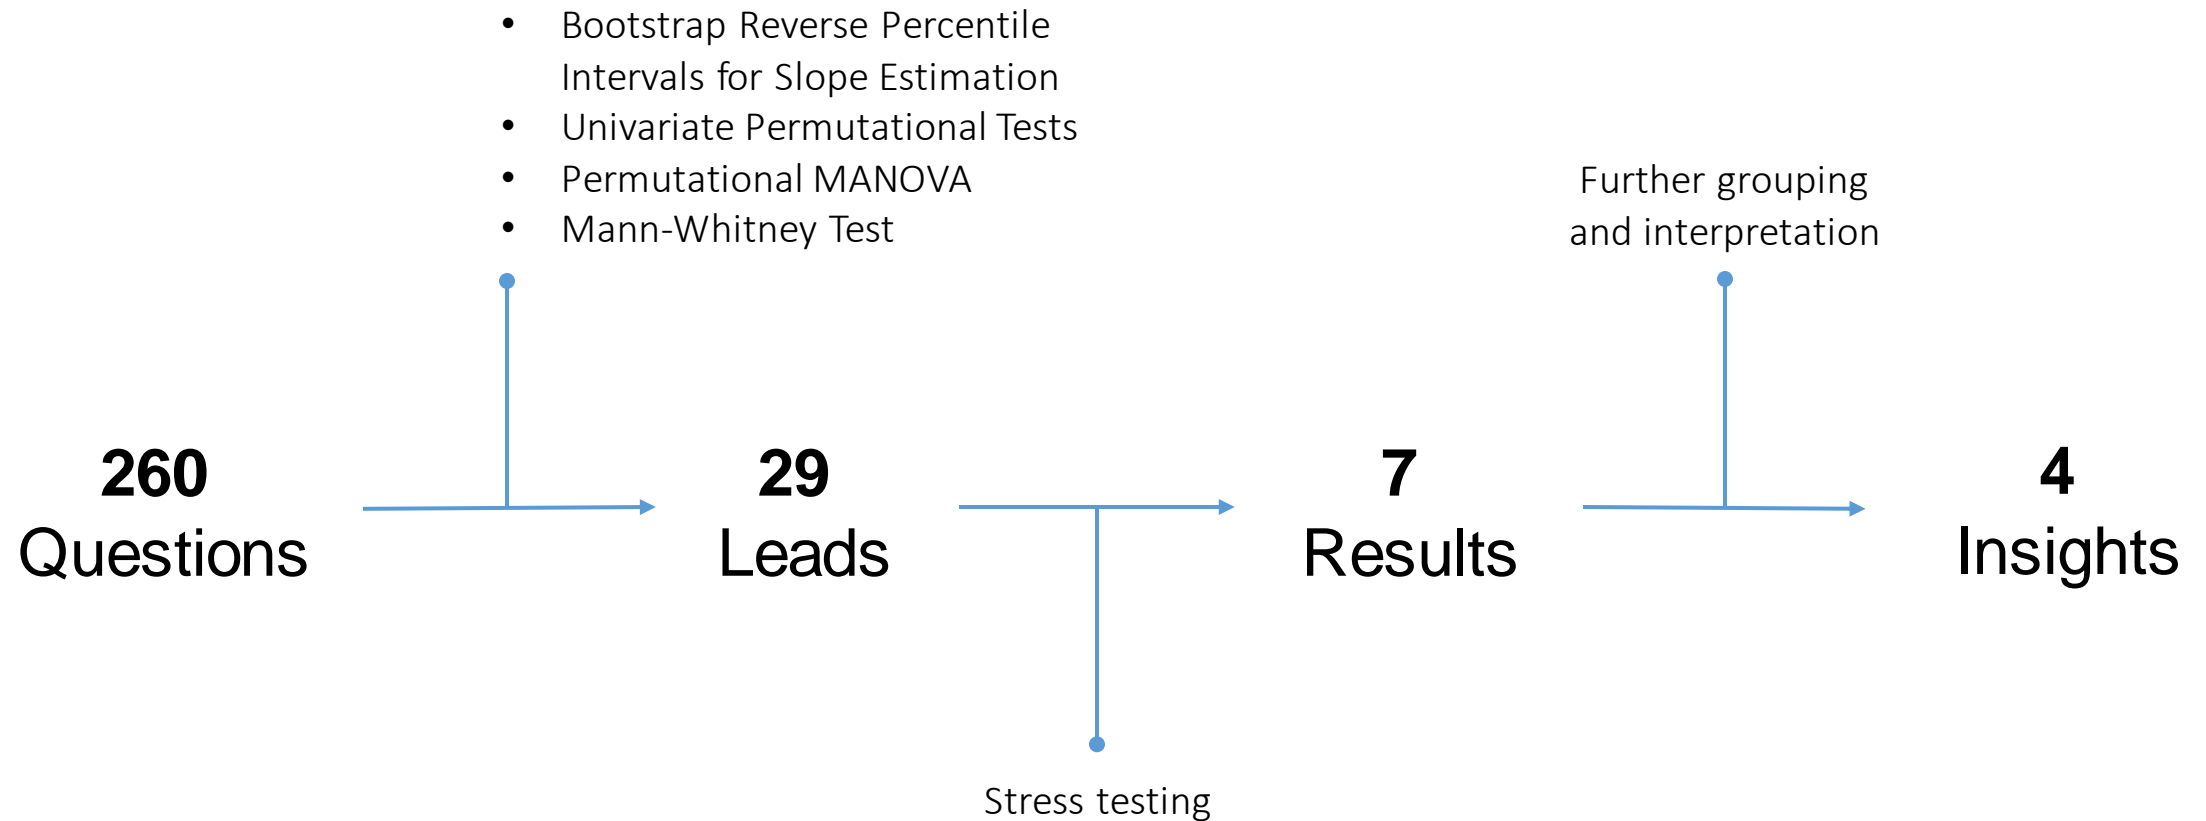 • Bootstrap Reverse Percentile
Intervals for Slope Estimation
• Univariate Permutational Tests
• Permutational MANOVA
• Mann-Whitney Test
Further grouping
and interpretation
260
Questions
29
Leads
7
Results
4
Insights
Stress testing